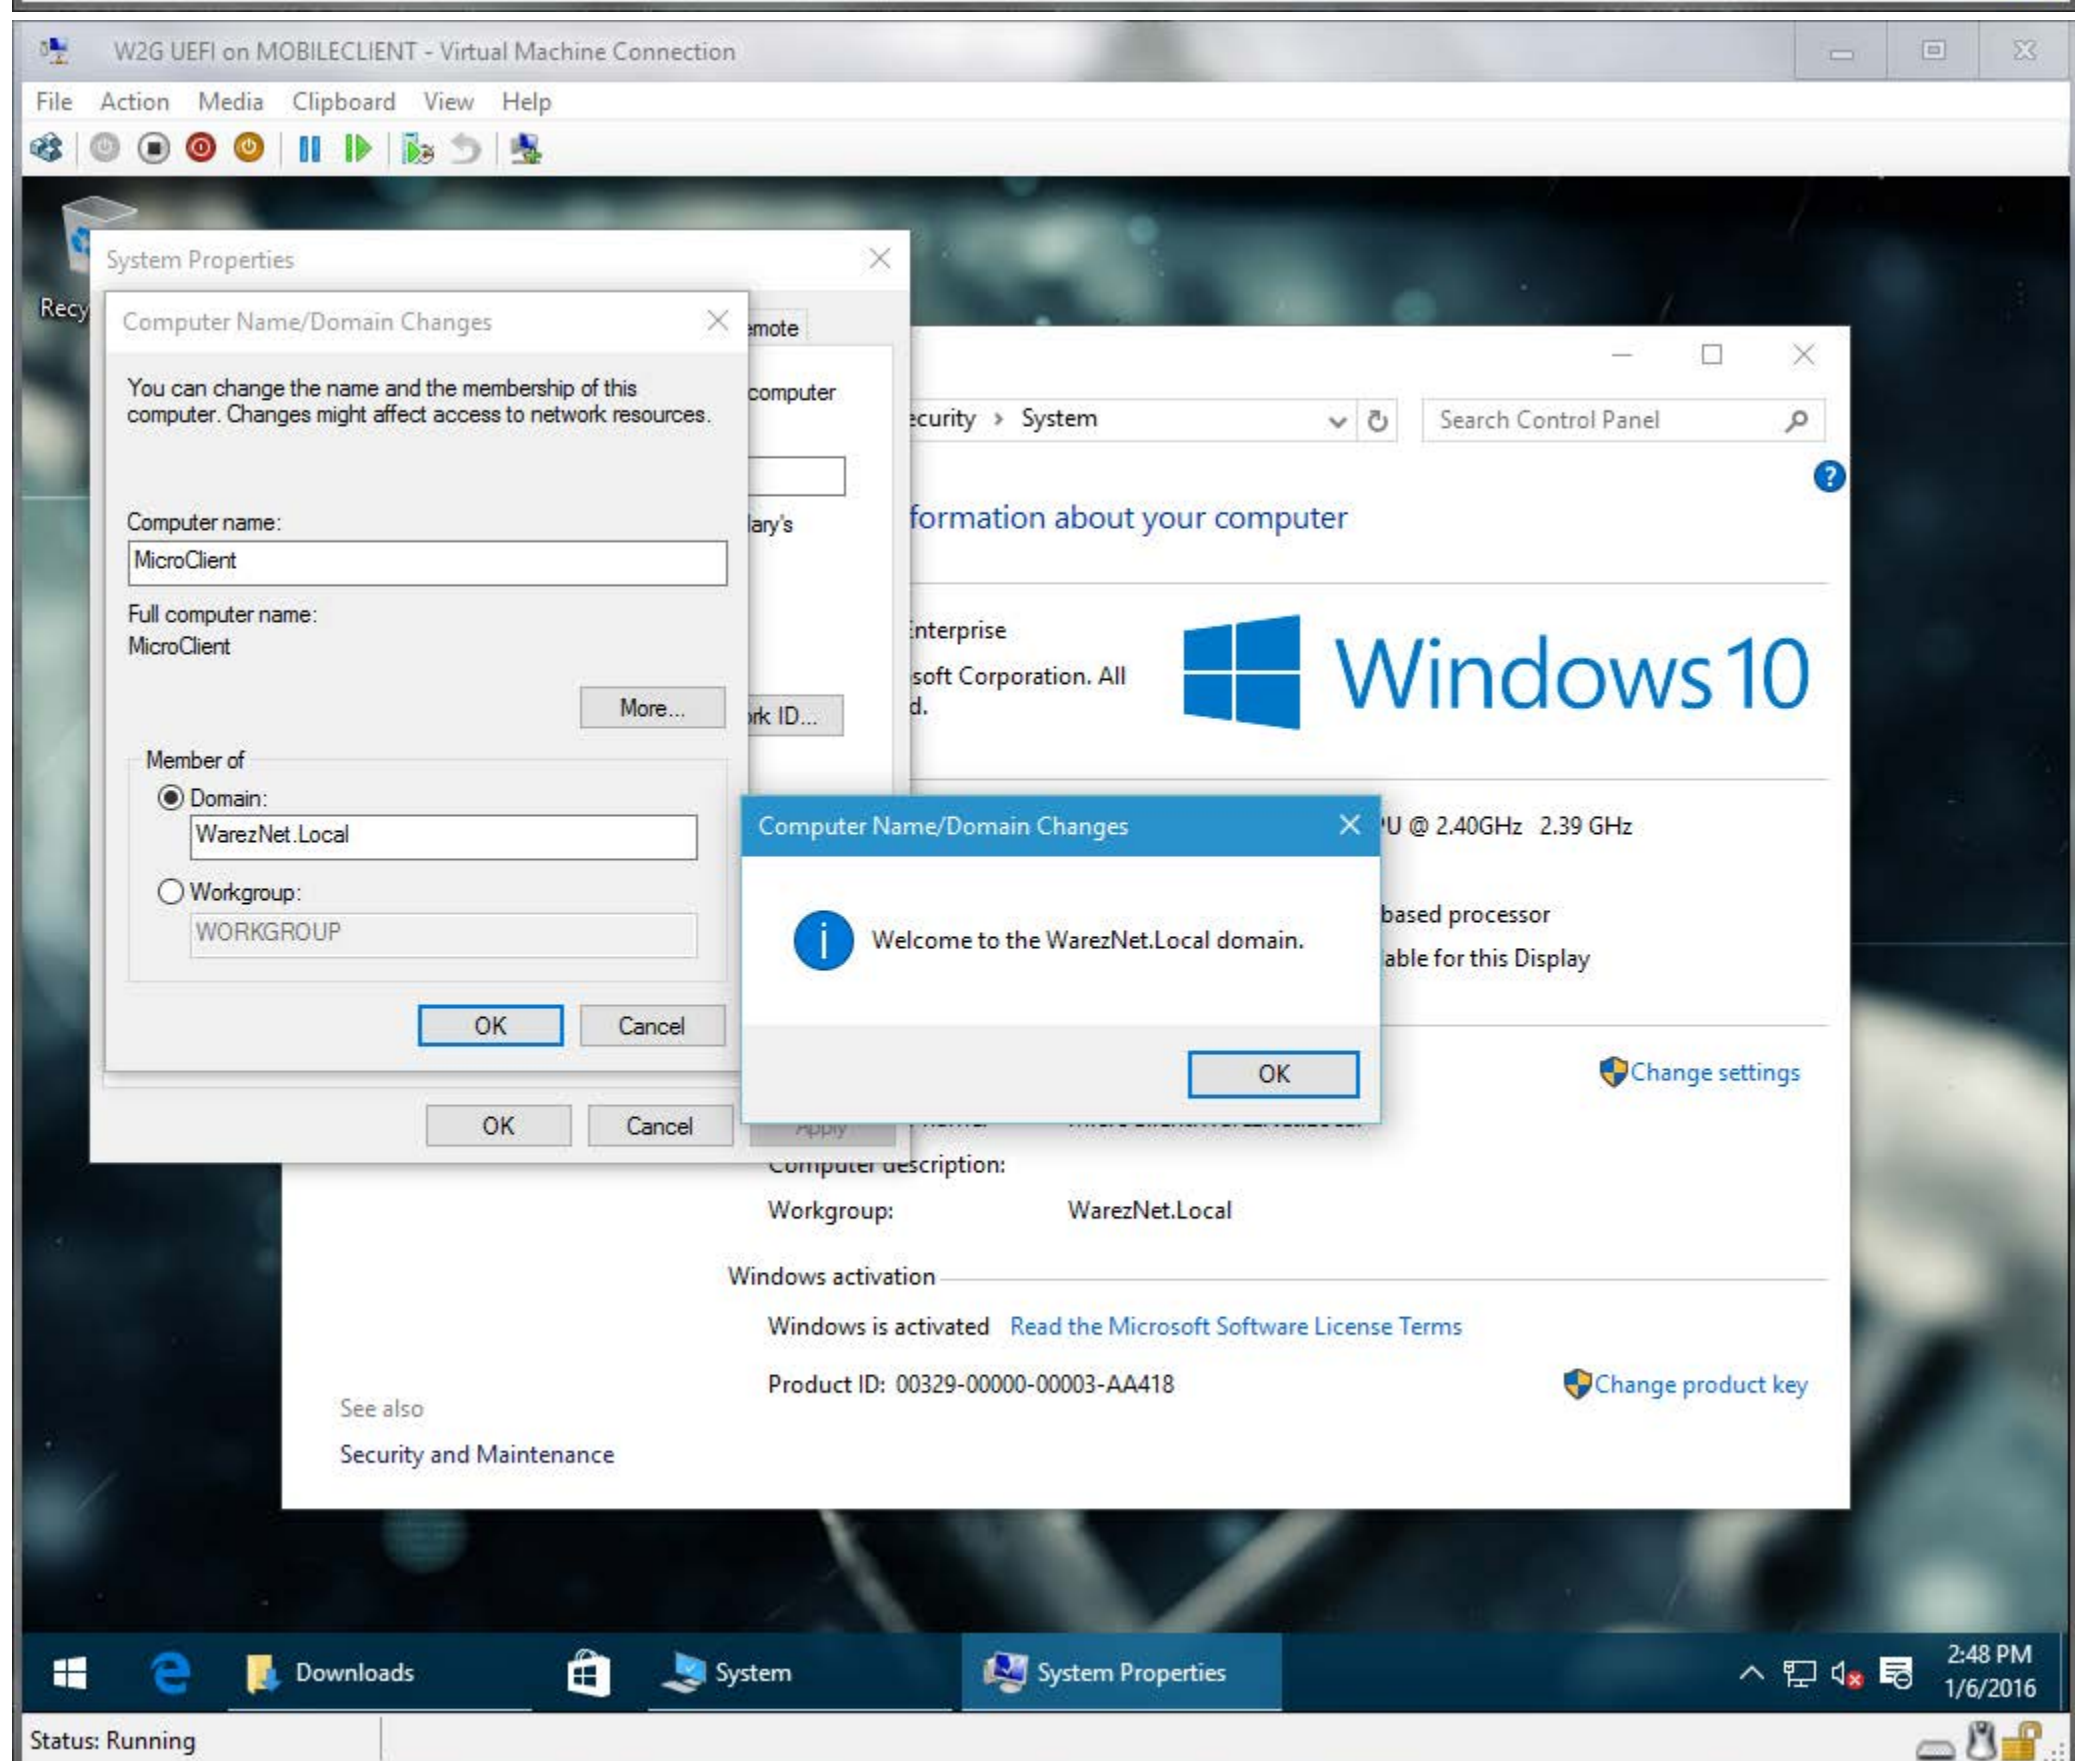 W2G UEFI on MOBILECLIENT - Virtual Machine Connection
File Action Media Clipboard View Help
Recy
System Properties
emote
Computer Name/Domain Changes
You can change the name and the membership of this
computer. Changes might affect access to network resources.
computer
Computer name:
MicroClient
ary's
Full computer name:
MicroClient
More...
rk ID...
Member of
Domain:
WarezNet.Local
Workgroup:
WORKGROUP
OK Cancel
OK Cancel Apply
ecurity > System
Search Control Panel
?
formation about your computer
Enterprise
soft Corporation. All
d.
Windows 10
Computer Name/Domain Changes
Welcome to the WarezNet.Local domain.
OK
PU @ 2.40GHz 2.39 GHz
based processor
able for this Display
Change settings
Computer description:
Workgroup: WarezNet.Local
Windows activation
Windows is activated Read the Microsoft Software License Terms
Product ID: 00329-00000-00003-AA418
Change product key
See also
Security and Maintenance
Downloads
System
System Properties
2:48 PM
1/6/2016
Status: Running